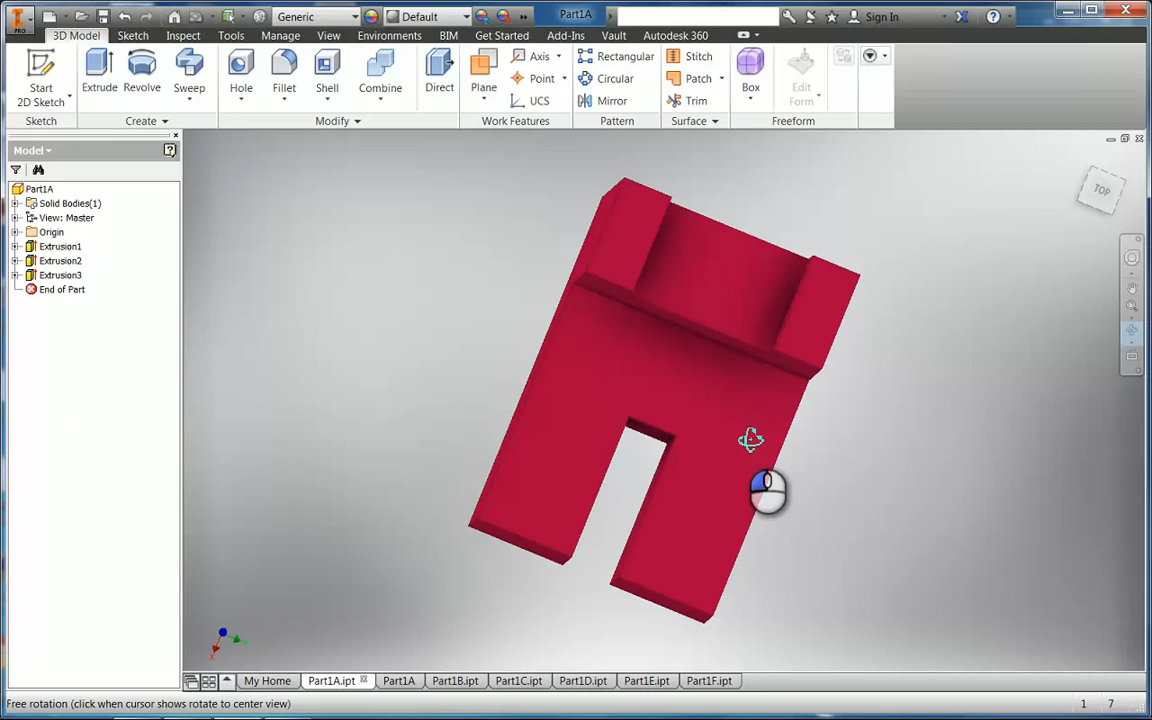 PRO
Generic
Default
Part1A
Sign In
3D Model
Sketch
Inspect
Tools
Manage
View
Environments
BIM
Get Started
Add-Ins
Vault
Autodesk 360
Start
2D Sketch
Extrude
Revolve
Sweep
Hole
Fillet
Shell
Combine
Direct
Plane
Axis
Point
UCS
Rectangular
Circular
Mirror
Stitch
Patch
Trim
Box
Edit
Form
Sketch
Create
Modify
Work Features
Pattern
Surface
Freeform
Model
Part1A
Solid Bodies(1)
View: Master
Origin
Extrusion1
Extrusion2
Extrusion3
End of Part
TOP
My Home
Part1A.ipt
Part1A
Part1B.ipt
Part1C.ipt
Part1D.ipt
Part1E.ipt
Part1F.ipt
Free rotation (click when cursor shows rotate to center view)
1
7